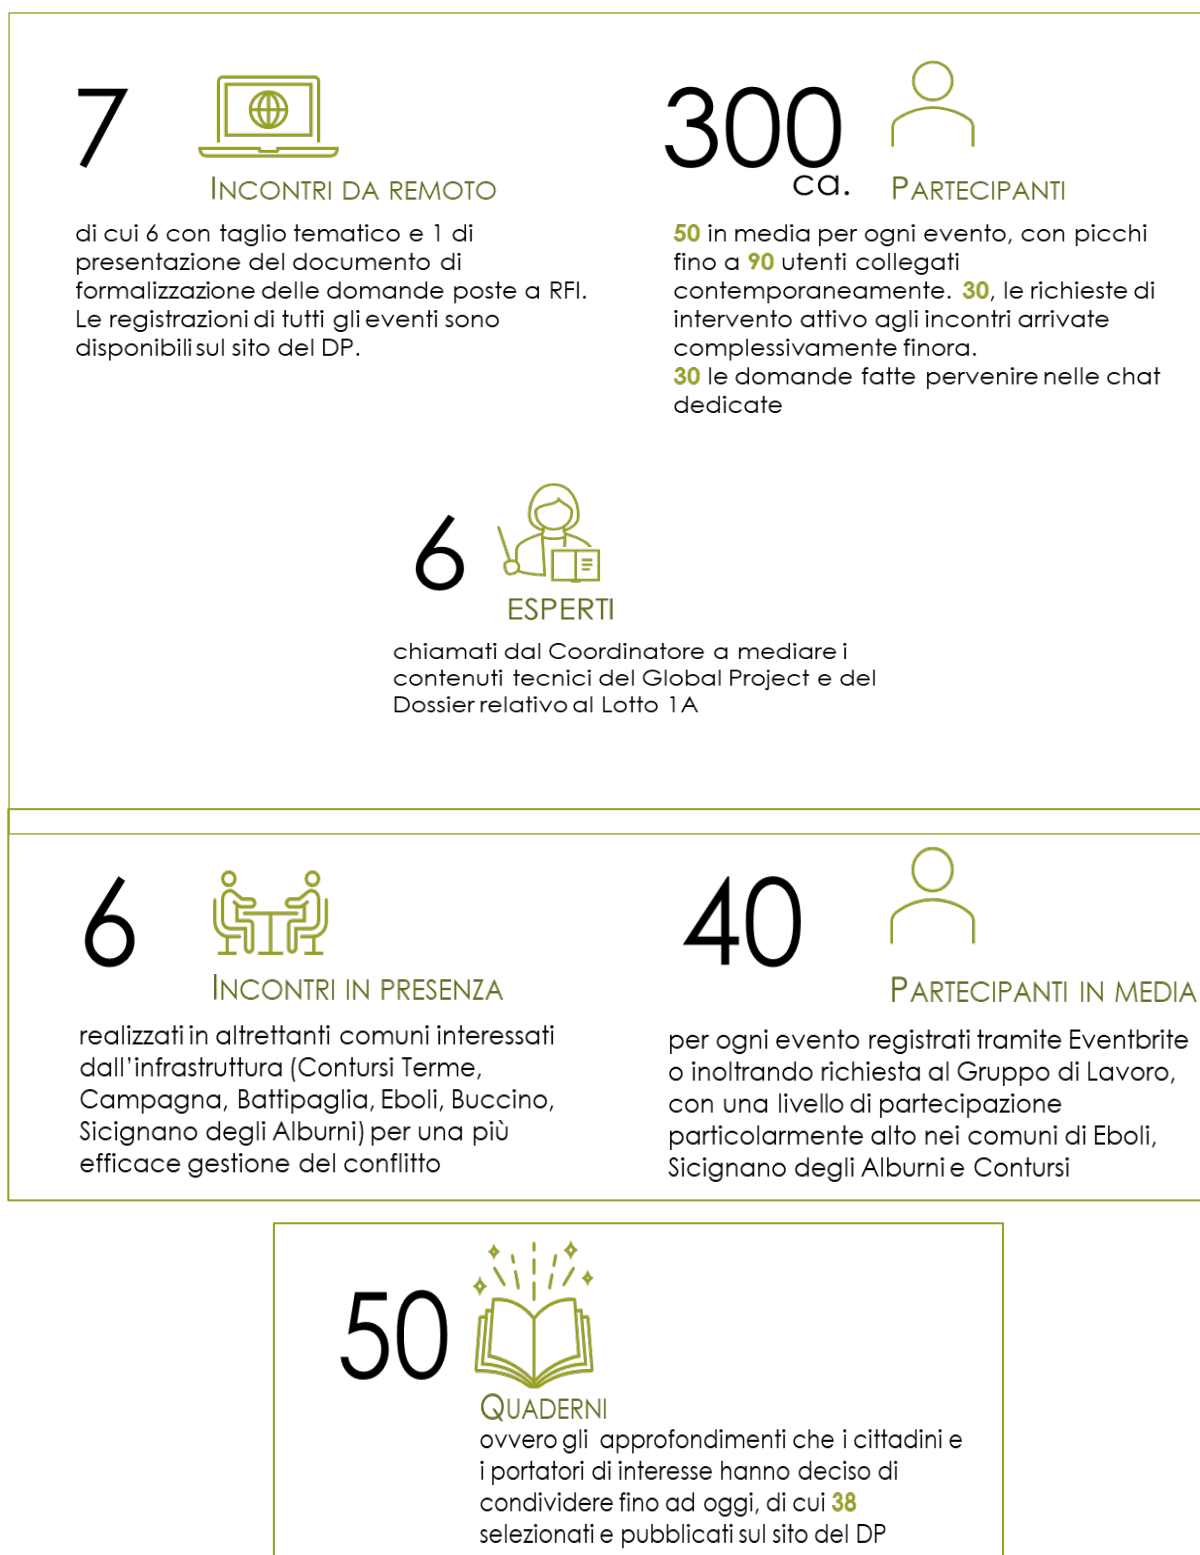 7
INCONTRI DA REMOTO
di cui 6 con taglio tematico e 1 di
presentazione del documento di
formalizzazione delle domande poste a RFI.
Le registrazioni di tutti gli eventi sono
disponibili sul sito del DP.
300
ca.
PARTECIPANTI
50 in media per ogni evento, con picchi
fino a 90 utenti collegati
contemporaneamente. 30, le richieste di
intervento attivo agli incontri arrivate
complessivamente finora.
30 le domande fatte pervenire nelle chat
dedicate
6
ESPERTI
chiamati dal Coordinatore a mediare i
contenuti tecnici del Global Project e del
Dossier relativo al Lotto 1A
6
INCONTRI IN PRESENZA
realizzati in altrettanti comuni interessati
dall'infrastruttura (Contursi Terme,
Campagna, Battipaglia, Eboli, Buccino,
Sicignano degli Alburni) per una più
efficace gestione del conflitto
40
PARTECIPANTI IN MEDIA
per ogni evento registrati tramite Eventbrite
o inoltrando richiesta al Gruppo di Lavoro,
con una livello di partecipazione
particolarmente alto nei comuni di Eboli,
Sicignano degli Alburni e Contursi
50
QUADERNI
ovvero gli approfondimenti che i cittadini e
i portatori di interesse hanno deciso di
condividere fino ad oggi, di cui 38
selezionati e pubblicati sul sito del DP